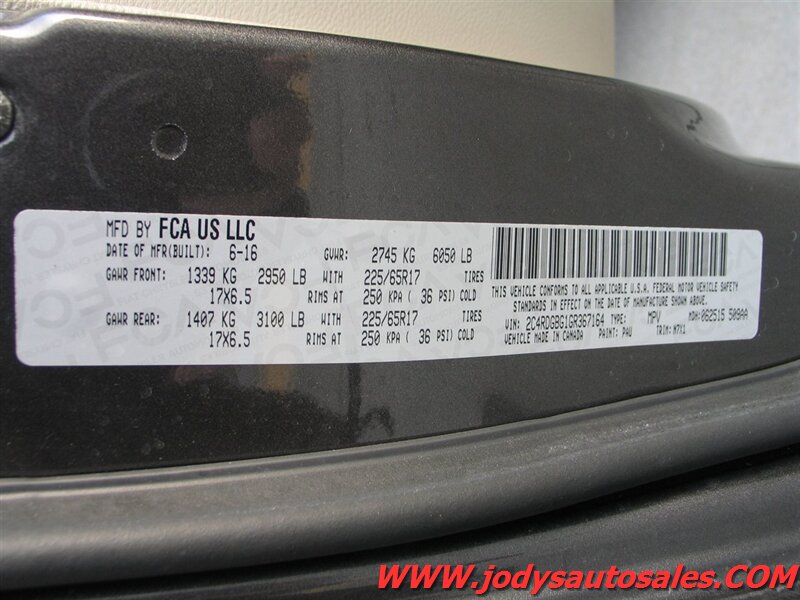 MFD BY FCA US LLC
DATE OF MFR(BUILT): 6-16 GVWR: 2745 KG 6050 LB
GAWR FRONT: 1339 KG 2950 LB WITH 225/65R17 TIRES
17X6.5 RIMS AT 250 KPA ( 36 PSI) COLD
GAWR REAR: 1407 KG 3100 LB WITH 225/65R17 TIRES
17X6.5 RIMS AT 250 KPA ( 36 PSI) COLD
THIS VEHICLE CONFORMS TO ALL APPLICABLE U.S.A. FEDERAL MOTOR VEHICLE SAFETY
STANDARDS IN EFFECT ON THE DATE OF MANUFACTURE SHOWN ABOVE.
VIN: 2C4RDGBG1GR367164 TYPE: MPV MDH: 062515 509AA
VEHICLE MADE IN CANADA PAINT: PAU TRIM: M7X1
www.jodysautosales.com